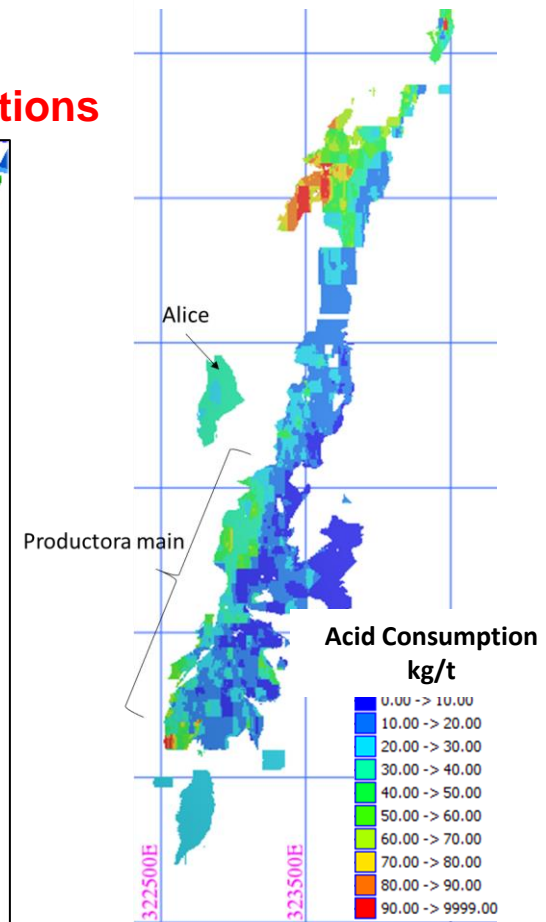 tions
Alice
Productora main
Acid Consumption
kg/t
0.00 -> 10.00
10.00 -> 20.00
20.00 -> 30.00
30.00 -> 40.00
40.00 -> 50.00
50.00 -> 60.00
60.00 -> 70.00
70.00 -> 80.00
80.00 -> 90.00
90.00 -> 9999.00
322500E
323500E